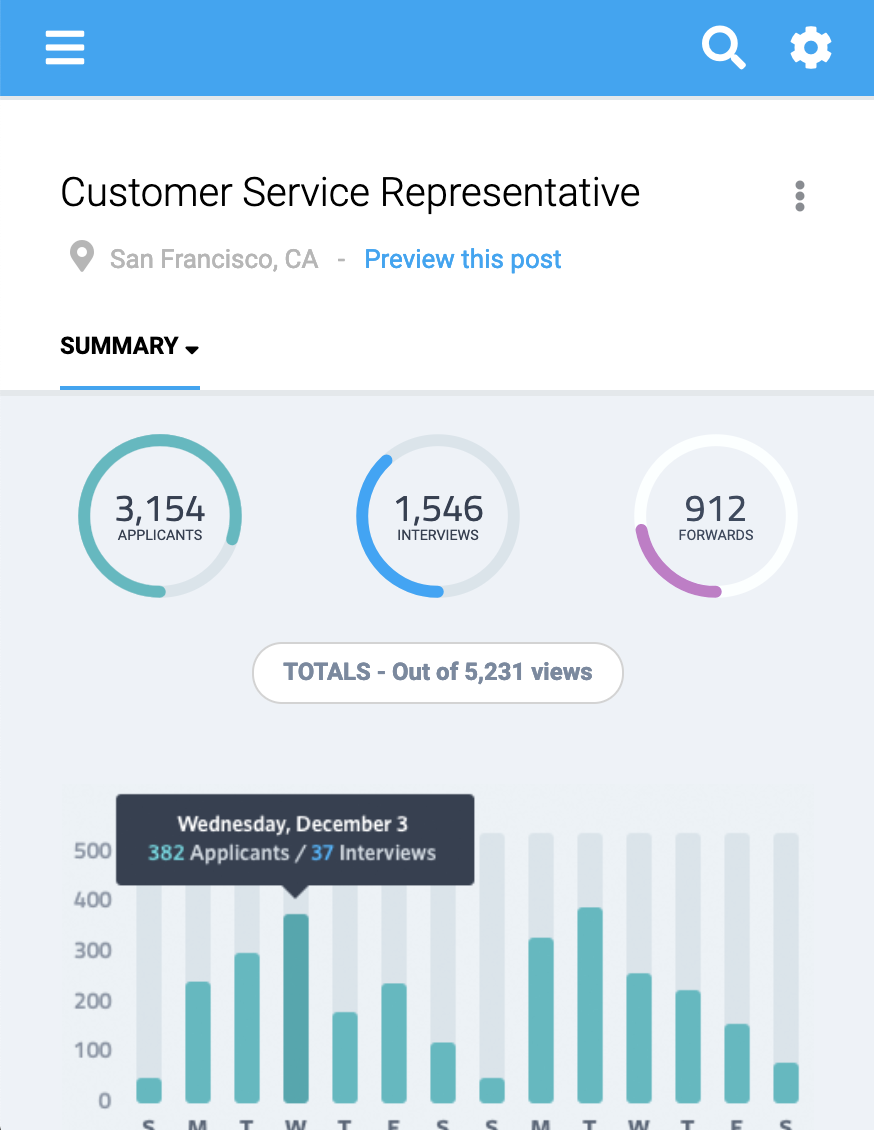 Customer Service Representative
San Francisco, CA - Preview this post
SUMMARY
3,154 1,546 912
APPLICANTS INTERVIEWS FORWARDS
TOTALS - Out of 5,231 views
Wednesday, December 3
382 Applicants / 37 Interviews
500
400
300
200
100
0
S M T W T F S S M T W T F S